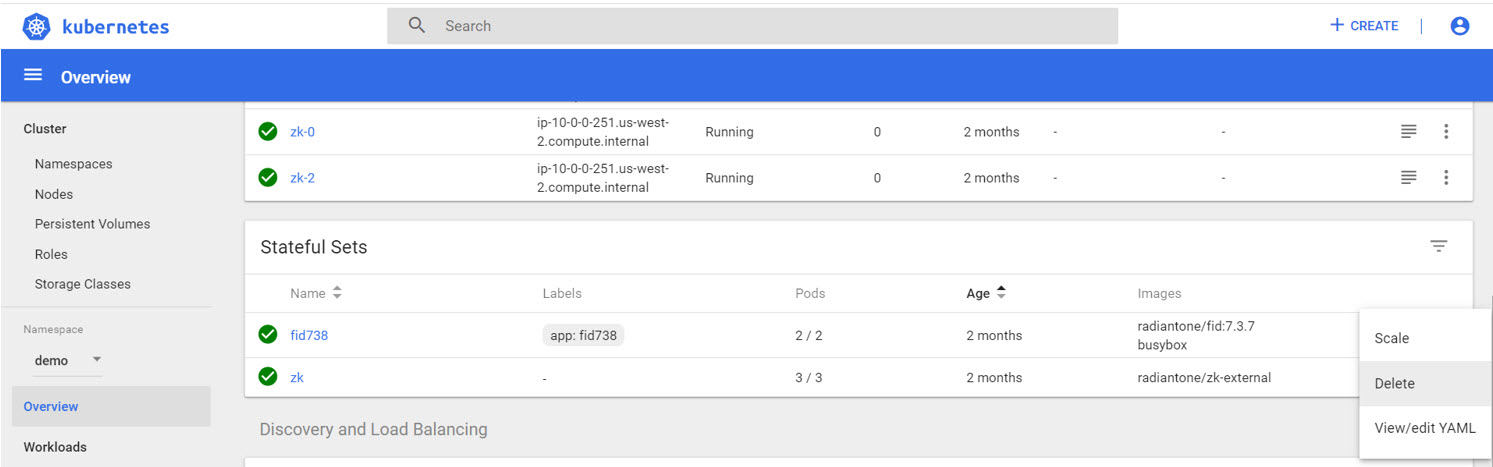 kubernetes
Search
+ CREATE
Overview
Cluster
Namespaces
Nodes
Persistent Volumes
Roles
Storage Classes
Namespace
demo
Overview
Workloads
zk-0 ip-10-0-0-251.us-west-2.compute.internal Running 0 2 months - -
zk-2 ip-10-0-0-251.us-west-2.compute.internal Running 0 2 months - -
Stateful Sets
Name Labels Pods Age Images
fid738 app: fid738 2 / 2 2 months radiantone/fid:7.3.7
busybox
zk - 3 / 3 2 months radiantone/zk-external
Discovery and Load Balancing
Scale
Delete
View/edit YAML